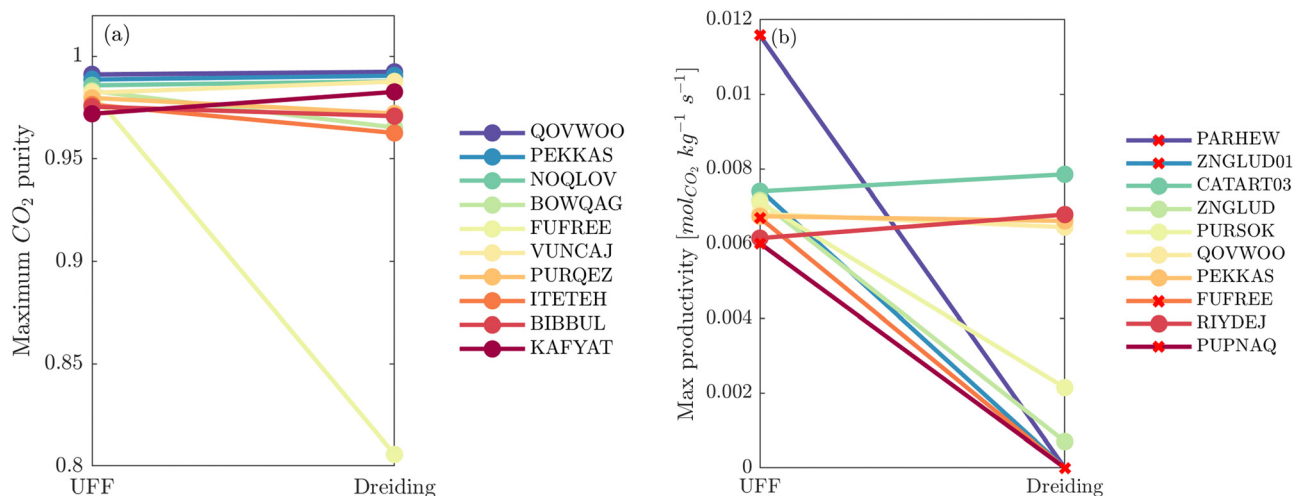 (a)
Maximum CO2 purity
1
0.95
0.9
0.85
0.8
UFF
Dreiding
QOVWOO
PEKKAS
NOQLOV
BOWQAG
FUFREE
VUNCAJ
PURQEZ
ITETEH
BIBBUL
KAFYAT
(b)
Max productivity [mol_{CO_2} kg^{-1} s^{-1}]
0.012
0.01
0.008
0.006
0.004
0.002
0
UFF
Dreiding
PARHEW
ZNGLUD01
CATART03
ZNGLUD
PURSOK
QOVWOO
PEKKAS
FUFREE
RIYDEJ
PUPNAQ